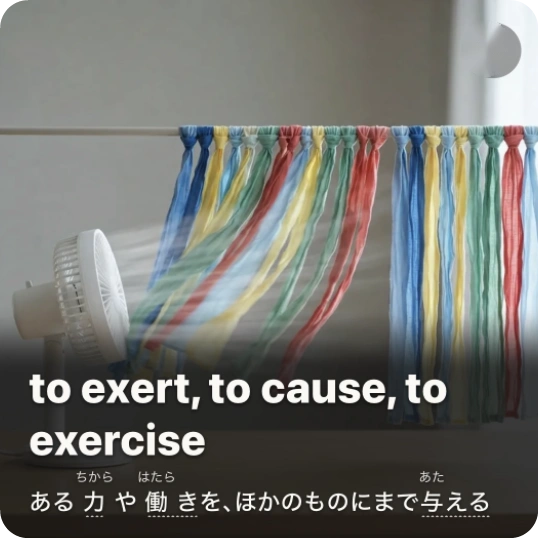 to exert, to cause, to
exercise
ちから はたら あた
ある力や働きを、ほかのものにまで与える